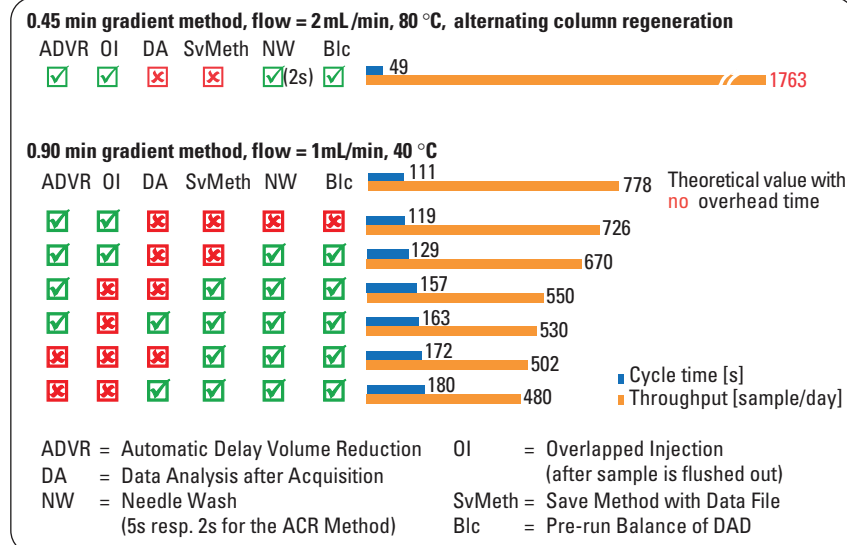 0.45 min gradient method, flow = 2 mL/min, 80 °C, alternating column regeneration
ADVR OI DA SvMeth NW Blc
(2s)
49
1763
0.90 min gradient method, flow = 1mL/min, 40 °C
ADVR OI DA SvMeth NW Blc
111
778
Theoretical value with
no overhead time
119
726
129
670
157
550
163
530
172
502
180
480
Cycle time [s]
Throughput [sample/day]
ADVR = Automatic Delay Volume Reduction
DA = Data Analysis after Acquisition
NW = Needle Wash
(5s resp. 2s for the ACR Method)
OI = Overlapped Injection
(after sample is flushed out)
SvMeth = Save Method with Data File
Blc = Pre-run Balance of DAD